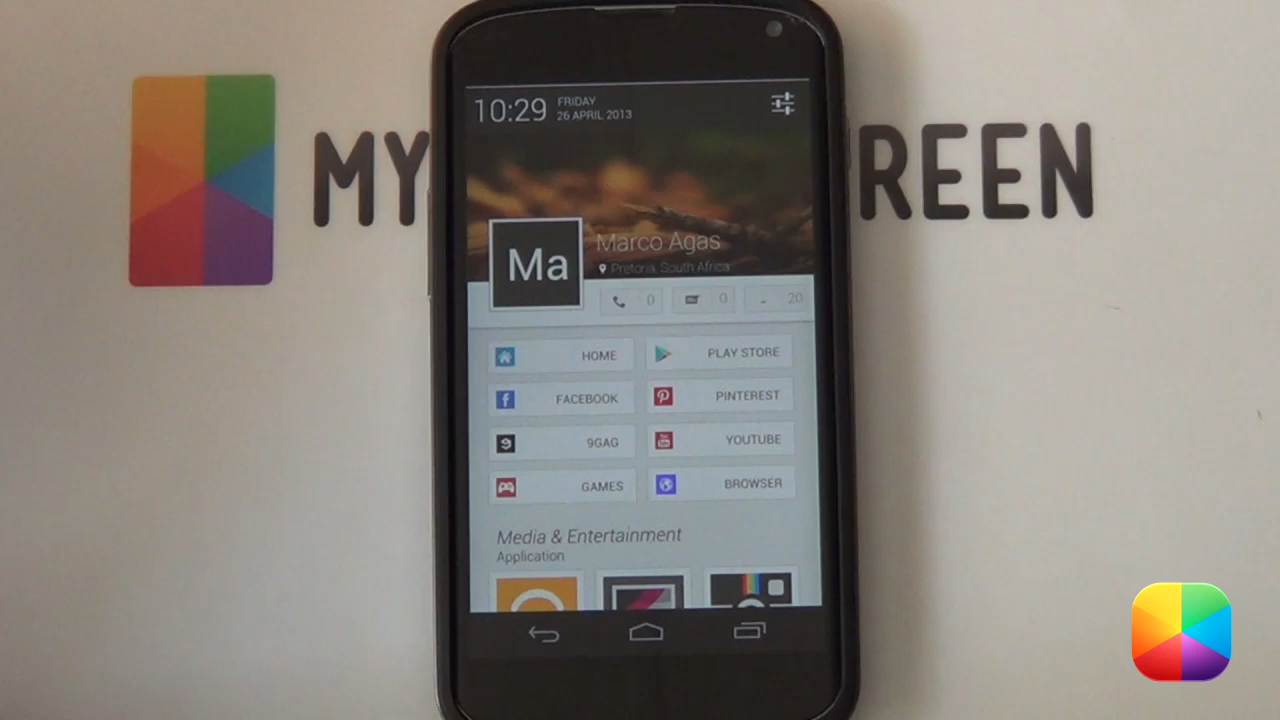 MY
REEN
10:29
FRIDAY
26 APRIL 2013
Ma
Marco Agas
Pretoria, South Africa
0
0
20
HOME
PLAY STORE
FACEBOOK
PINTEREST
9GAG
YOUTUBE
GAMES
BROWSER
Media & Entertainment
Application